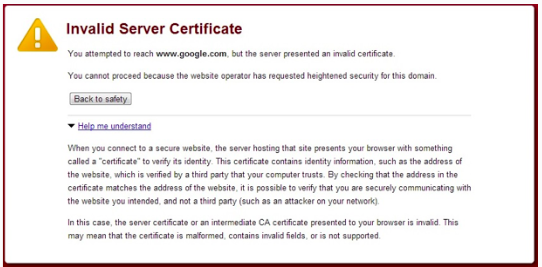 Invalid Server Certificate
You attempted to reach www.google.com, but the server presented an invalid certificate.
You cannot proceed because the website operator has requested heightened security for this domain.
Back to safety
Help me understand
When you connect to a secure website, the server hosting that site presents your browser with something
called a "certificate" to verify its identity. This certificate contains identity information, such as the address of
the website, which is verified by a third party that your computer trusts. By checking that the address in the
certificate matches the address of the website, it is possible to verify that you are securely communicating with
the website you intended, and not a third party (such as an attacker on your network).
In this case, the server certificate or an intermediate CA certificate presented to your browser is invalid. This
may mean that the certificate is malformed, contains invalid fields, or is not supported.